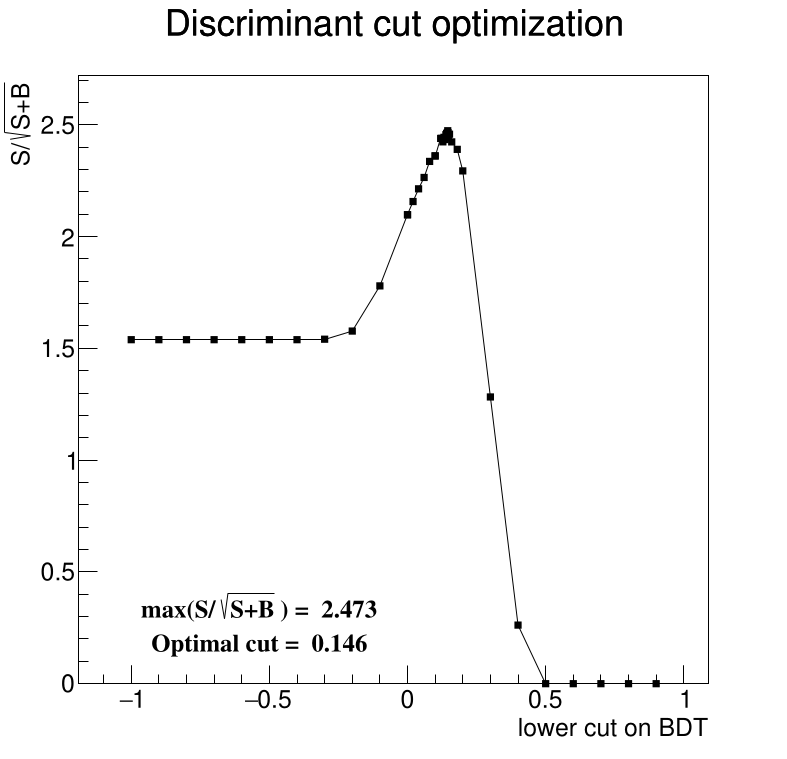 Discriminant cut optimization
S/√S+B
2.5
2
1.5
1
0.5
0
−1
−0.5
0
0.5
1
lower cut on BDT
max(S/√S+B ) = 2.473
Optimal cut = 0.146